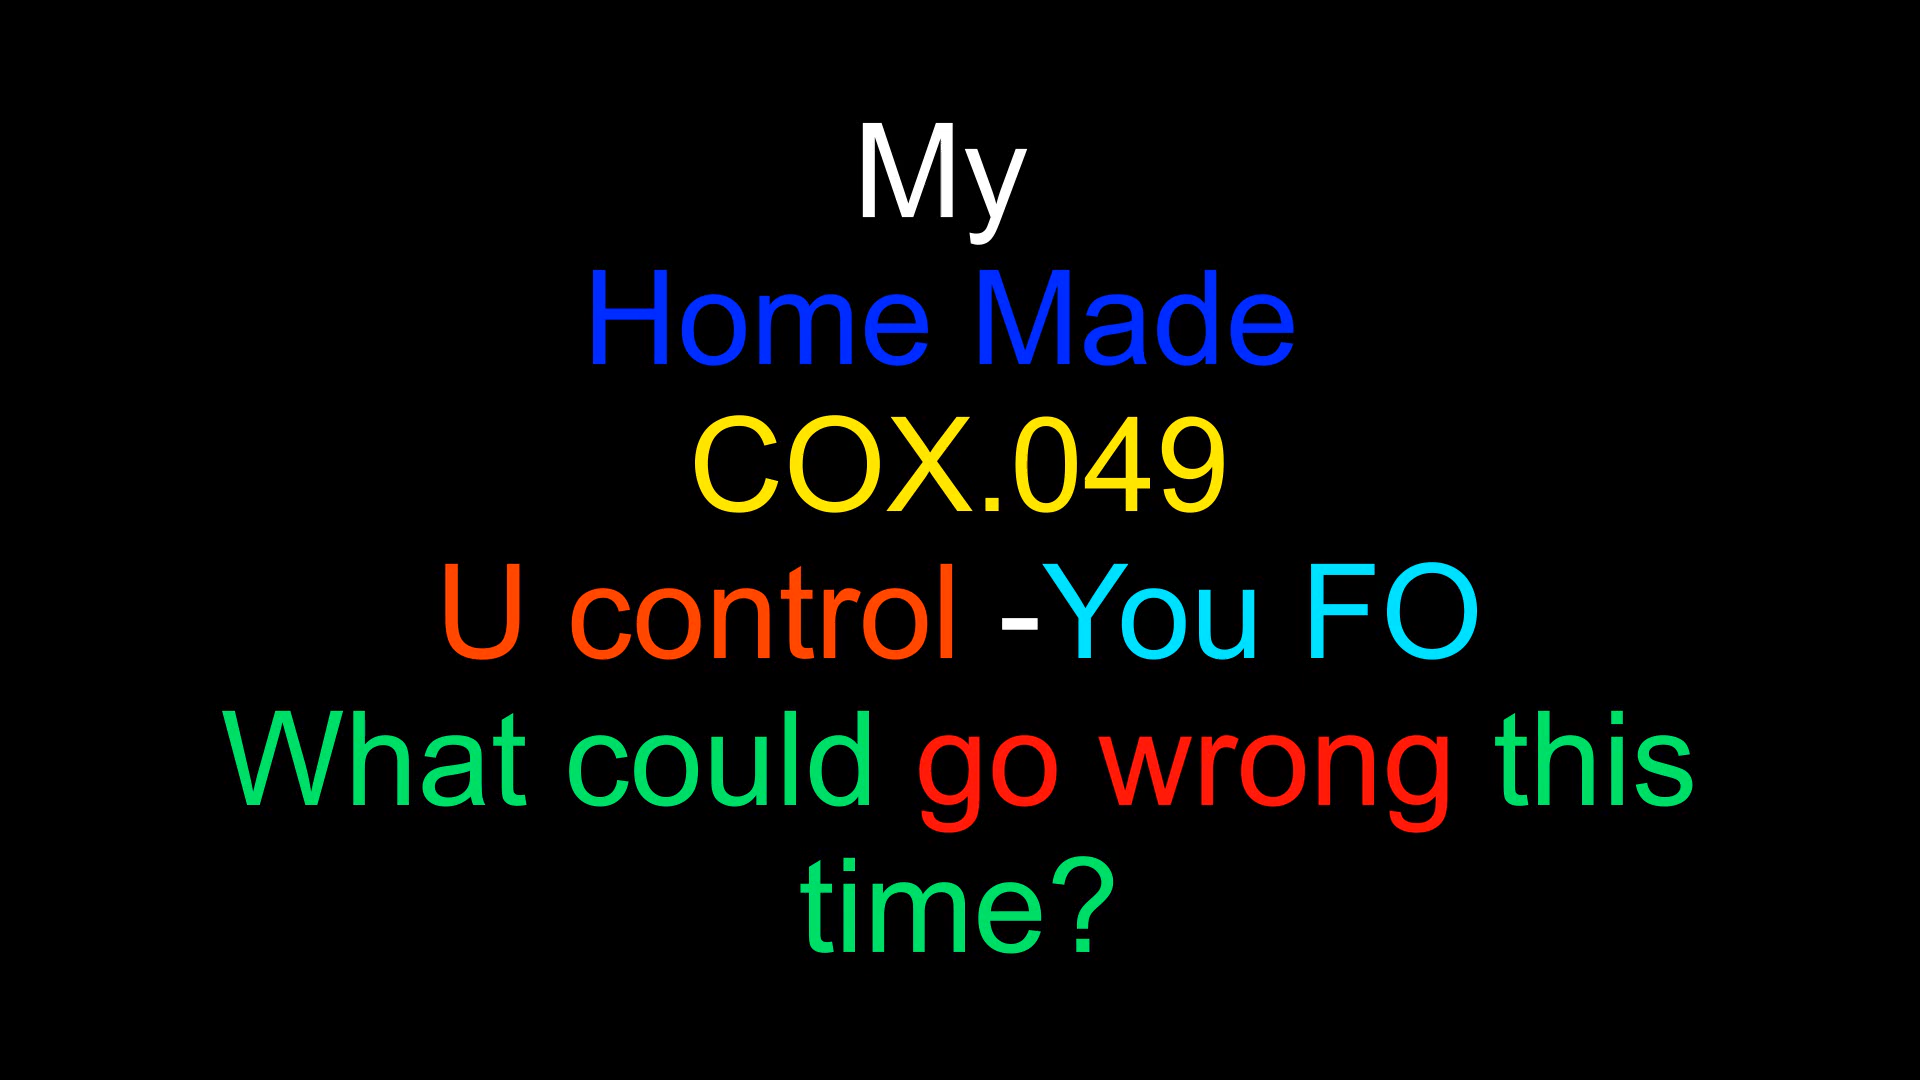 My
Home Made
COX.049
U control -You FO
What could go wrong this
time?